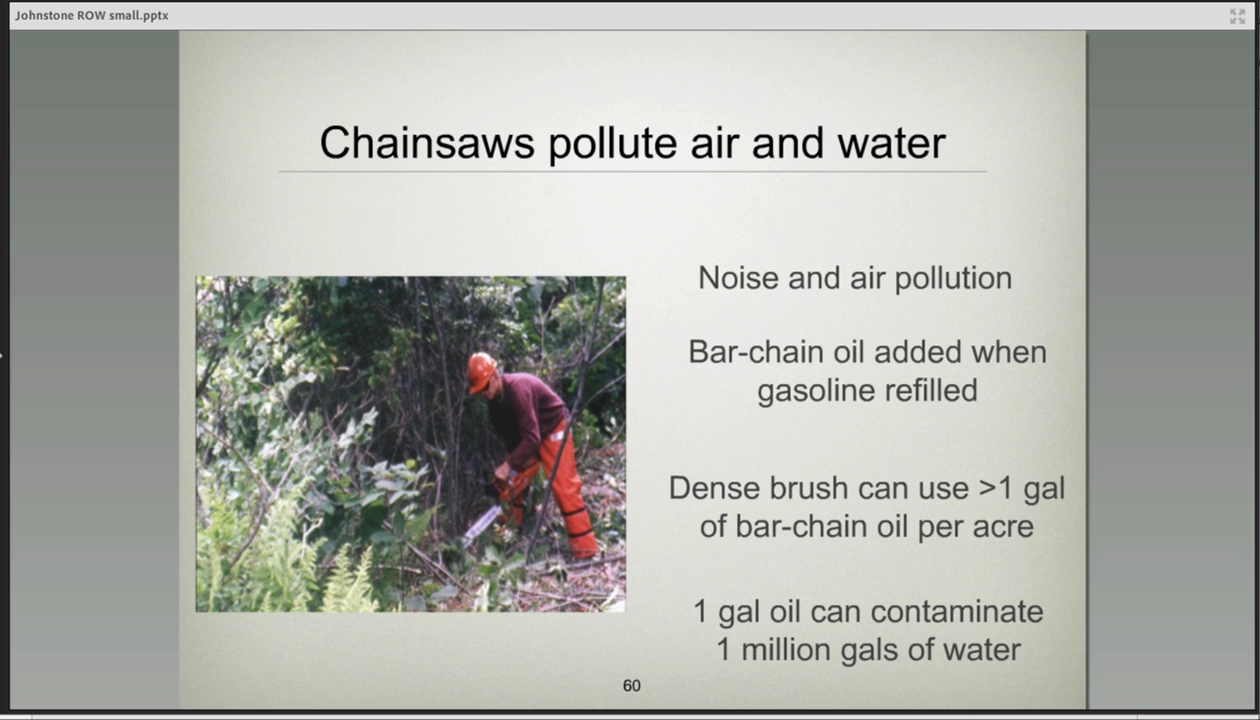 Johnstone ROW small.pptx
Chainsaws pollute air and water
Noise and air pollution
Bar-chain oil added when
gasoline refilled
Dense brush can use >1 gal
of bar-chain oil per acre
1 gal oil can contaminate
1 million gals of water
60